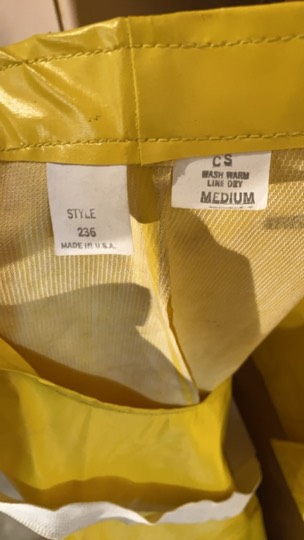 STYLE
236
MADE IN U.S.A.
CS
WASH WARM
LINE DRY
MEDIUM